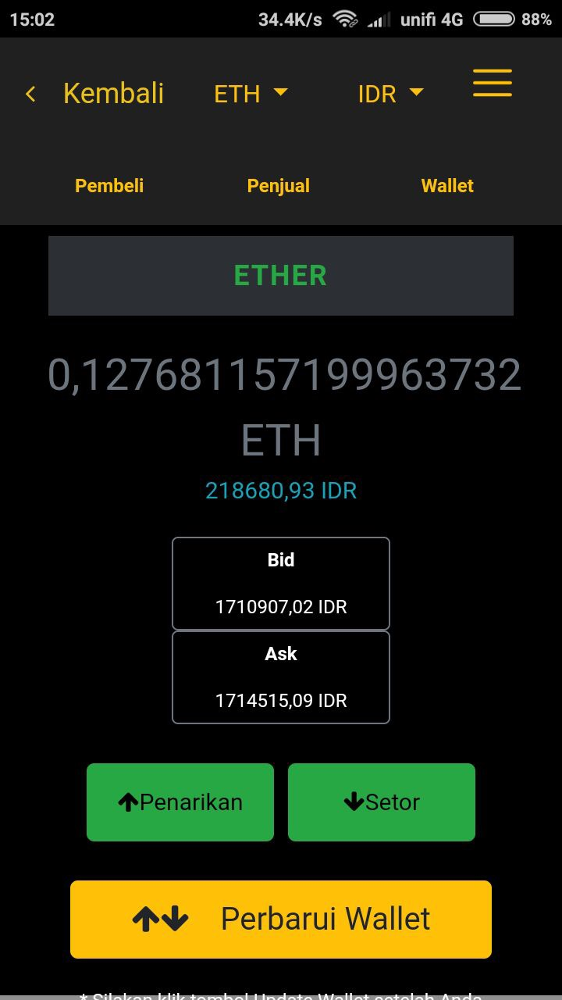 15:02 34.4K/s unifi 4G 88%
Kembali ETH IDR
Pembeli Penjual Wallet
ETHER
0,127681157199963732
ETH
218680,93 IDR
Bid
1710907,02 IDR
Ask
1714515,09 IDR
Penarikan Setor
Perbarui Wallet
* Silakan klik tombol Update Wallet setelah Anda